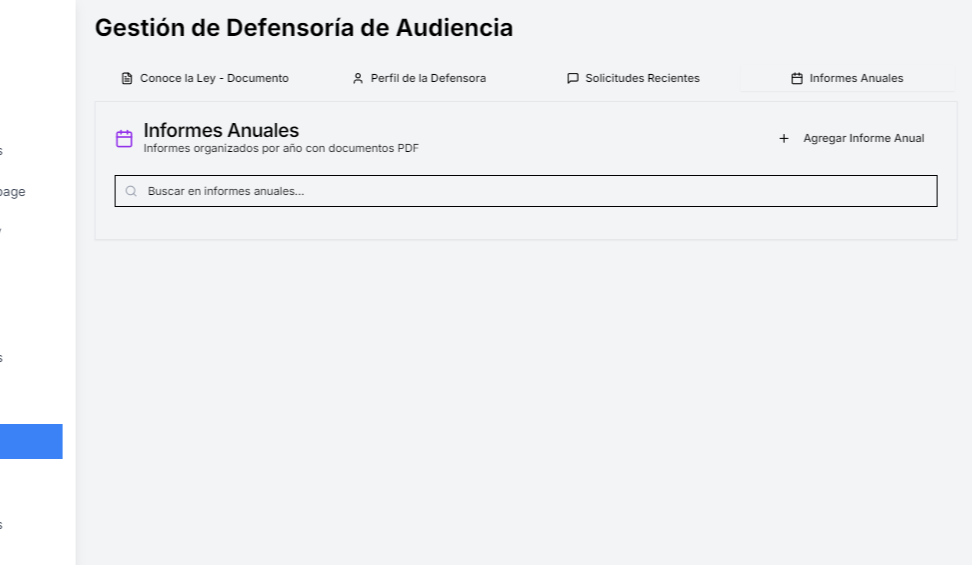 Gestión de Defensoría de Audiencia
Conoce la Ley - Documento
Perfil de la Defensora
Solicitudes Recientes
Informes Anuales
Informes Anuales
Informes organizados por año con documentos PDF
Agregar Informe Anual
Buscar en informes anuales...